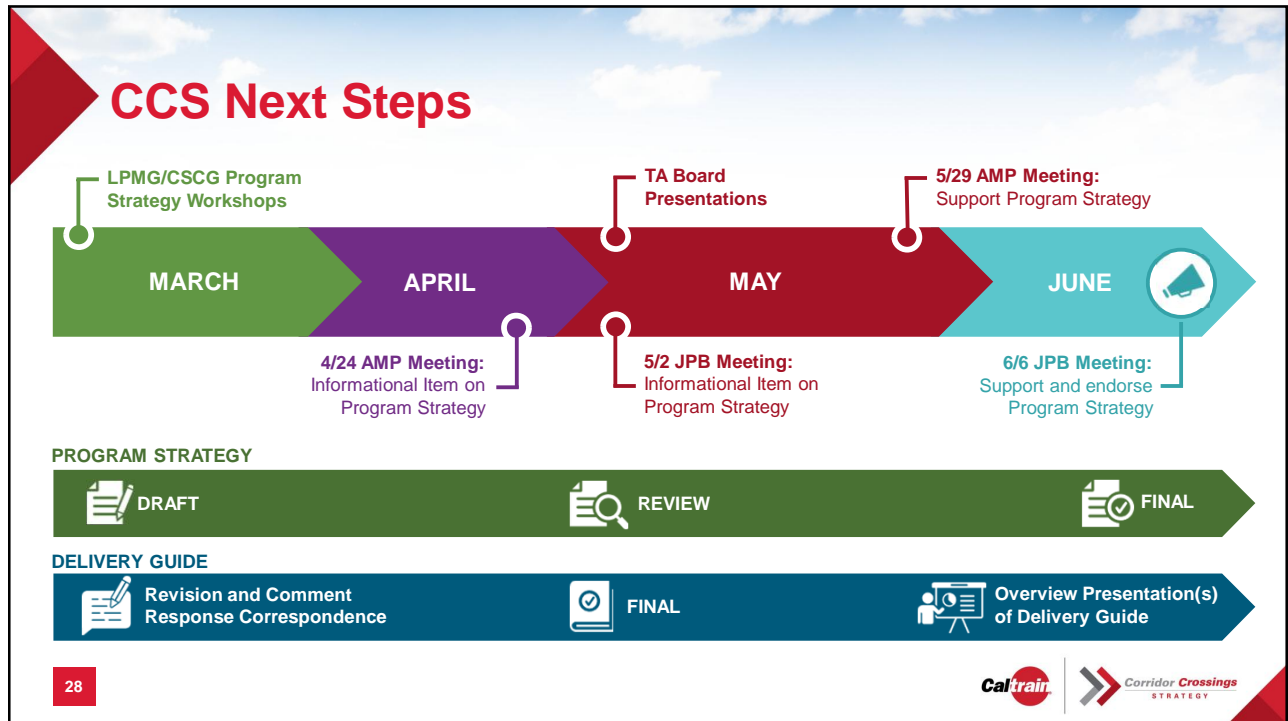 CCS Next Steps
LPMG/CSCG Program
Strategy Workshops
TA Board
Presentations
5/29 AMP Meeting:
Support Program Strategy
MARCH
APRIL
MAY
JUNE
4/24 AMP Meeting:
Informational Item on
Program Strategy
5/2 JPB Meeting:
Informational Item on
Program Strategy
6/6 JPB Meeting:
Support and endorse
Program Strategy
PROGRAM STRATEGY
DRAFT
REVIEW
FINAL
DELIVERY GUIDE
Revision and Comment
Response Correspondence
FINAL
Overview Presentation(s)
of Delivery Guide
28
Caltrain
Corridor Crossings
STRATEGY